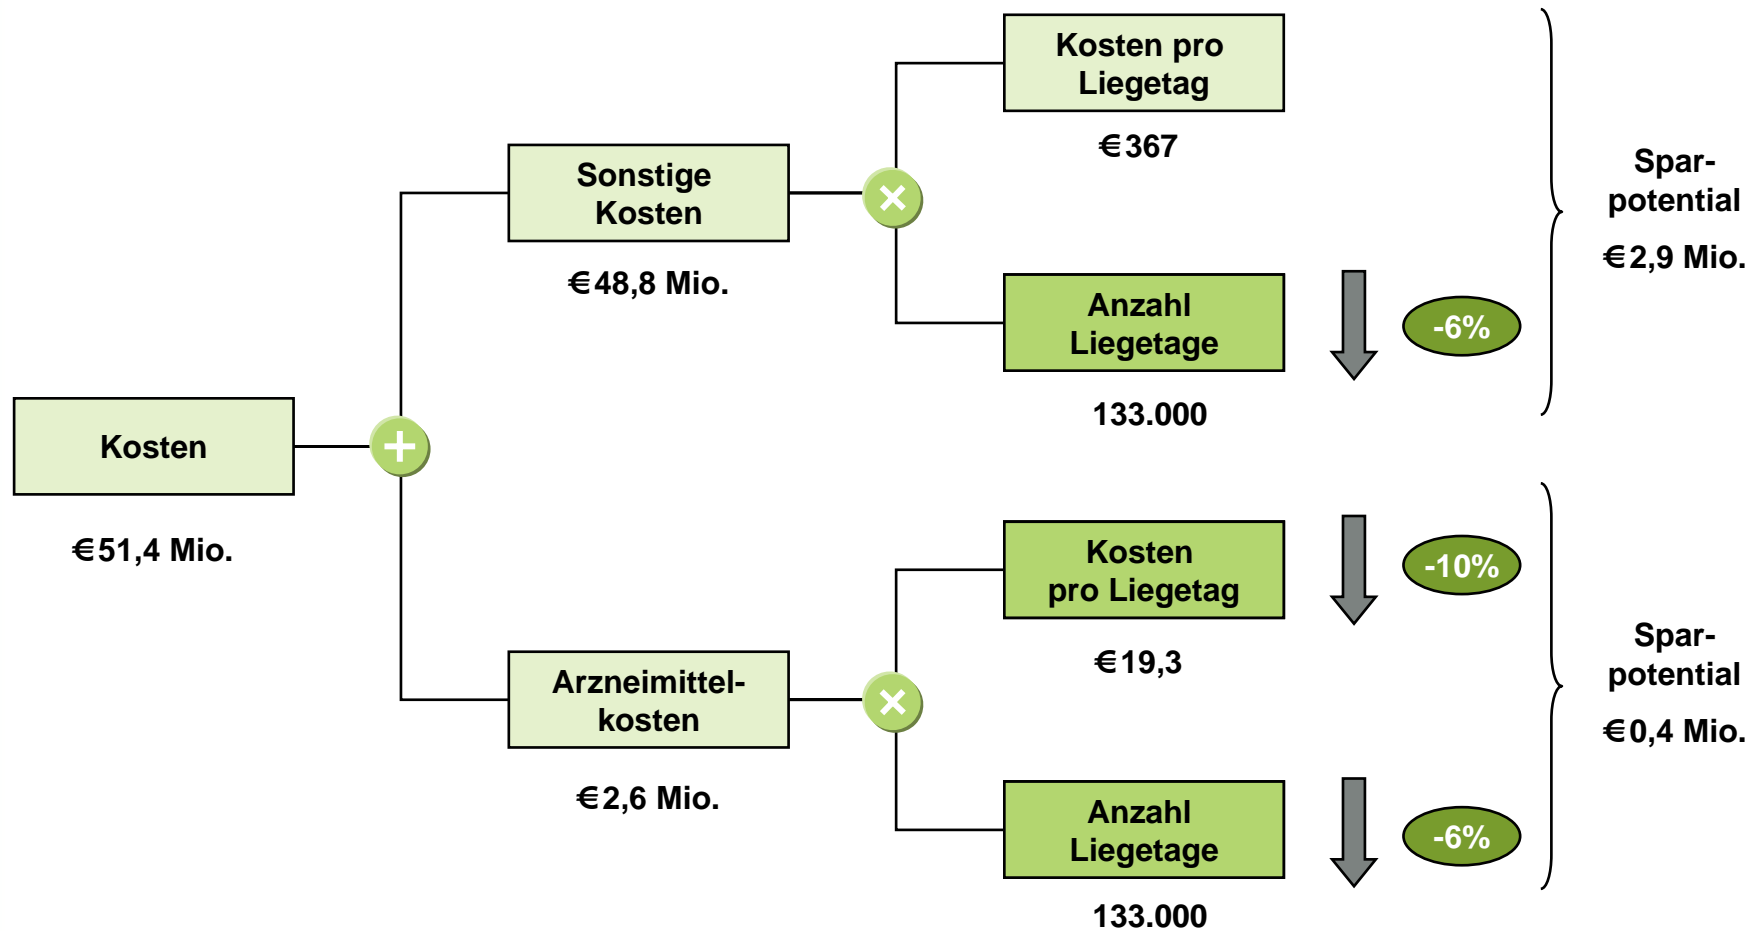 Kosten
€51,4 Mio.
Sonstige
Kosten
€48,8 Mio.
Kosten pro
Liegetag
€367
Anzahl
Liegetage
133.000
-6%
Spar-
potential
€2,9 Mio.
Arzneimittel-
kosten
€2,6 Mio.
Kosten
pro Liegetag
€19,3
-10%
Anzahl
Liegetage
133.000
-6%
Spar-
potential
€0,4 Mio.